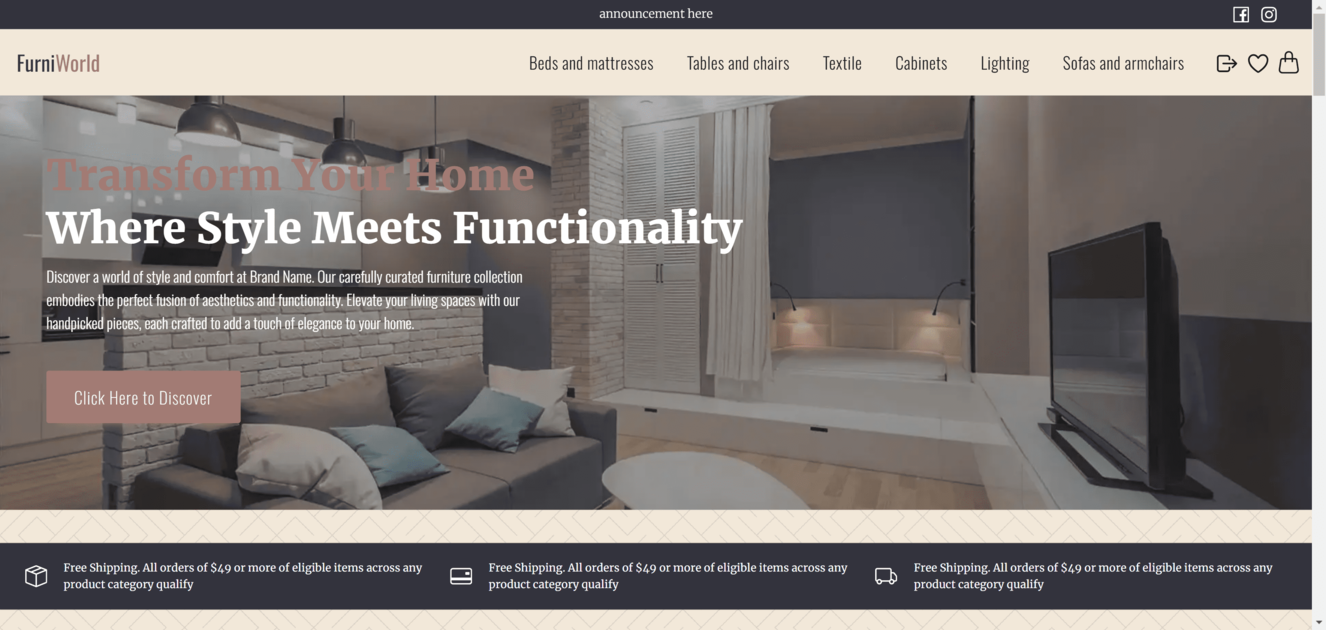 announcement here
FurniWorld
Beds and mattresses
Tables and chairs
Textile
Cabinets
Lighting
Sofas and armchairs
Transform Your Home
Where Style Meets Functionality
Discover a world of style and comfort at Brand Name. Our carefully curated furniture collection
embodies the perfect fusion of aesthetics and functionality. Elevate your living spaces with our
handpicked pieces, each crafted to add a touch of elegance to your home.
Click Here to Discover
Free Shipping. All orders of $49 or more of eligible items across any
product category qualify
Free Shipping. All orders of $49 or more of eligible items across any
product category qualify
Free Shipping. All orders of $49 or more of eligible items across any
product category qualify